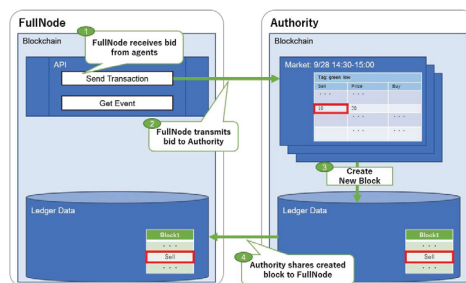 FullNode
Authority
Blockchain
Blockchain
1
FullNode receives bid
from agents
API
Send Transaction
Get Event
Market: 9/28 14:30-15:00
Sell
Price
Buy
2
FullNode transmits
bid to Authority
3
Create
New Block
Ledger Data
Block1
Sell
Ledger Data
Block1
Sell
4
Authority shares created
block to FullNode